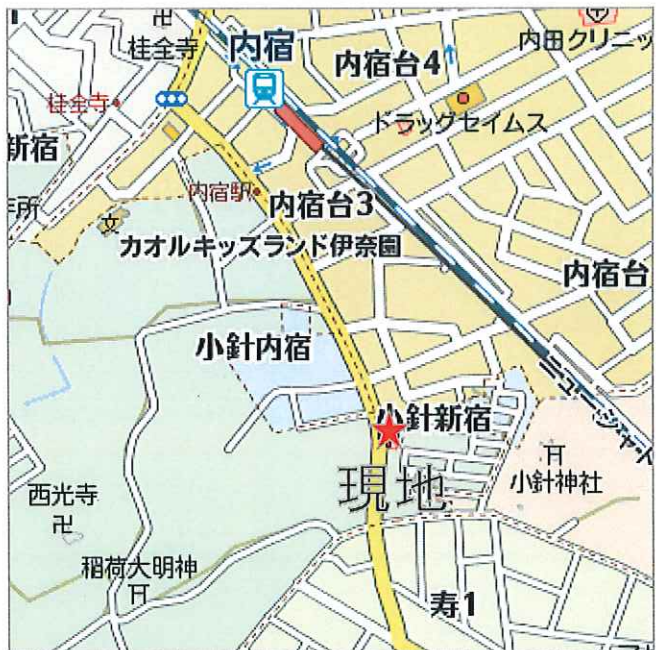 桂全寺
内宿
内宿台4
内田クリニッ
桂全寺
ドラッグセイムス
新宿
所
内宿駅
内宿台3
カオルキッズランド伊奈園
文
内宿台
小針内宿
ニューシャト
小針新宿
現地
小針神社
西光寺
稲荷大明神
寿1